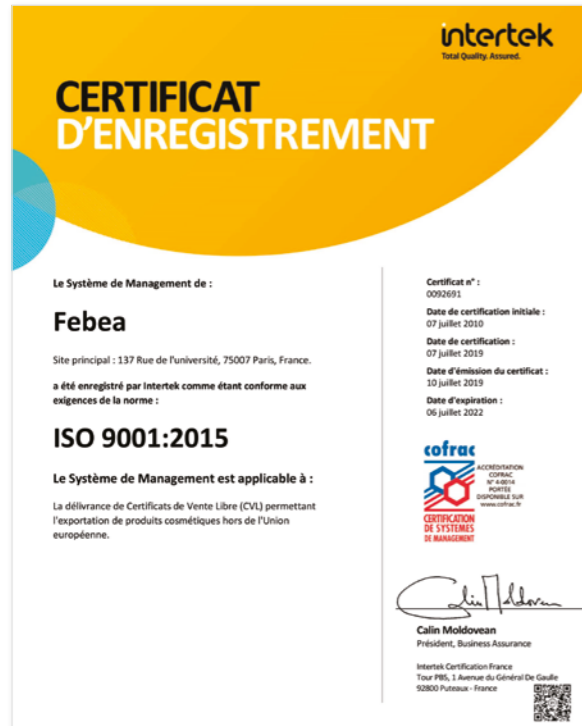 intertek
Total Quality. Assured.
CERTIFICAT
D'ENREGISTREMENT
Le Système de Management de :
Febea
Site principal : 137 Rue de l'université, 75007 Paris, France.
a été enregistré par Intertek comme étant conforme aux
exigences de la norme :
ISO 9001:2015
Le Système de Management est applicable à :
La délivrance de Certificats de Vente Libre (CVL) permettant
l'exportation de produits cosmétiques hors de l'Union
européenne.
Certificat n° :
0092691
Date de certification initiale :
07 juillet 2010
Date de certification :
07 juillet 2019
Date d'émission du certificat :
10 juillet 2019
Date d'expiration :
06 juillet 2022
cofrac
ACCRÉDITATION
COFRAC
N° 4-0014
PORTÉE
DISPONIBLE SUR
www.cofrac.fr
CERTIFICATION
DE SYSTEMES
DE MANAGEMENT
Calin Moldovean
Calin Moldovean
Président, Business Assurance
Intertek Certification France
Tour PB5, 1 Avenue du Général De Gaulle
92800 Puteaux - France